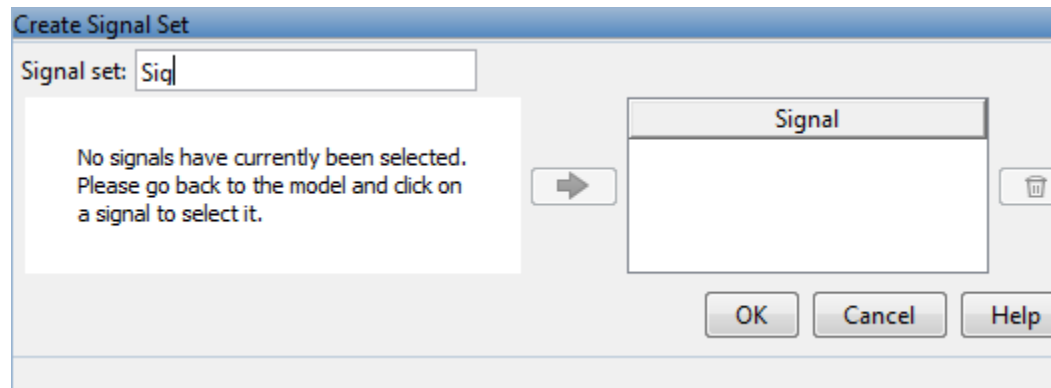 Create Signal Set
Signal set: Sig
No signals have currently been selected.
Please go back to the model and click on
a signal to select it.
Signal
OK Cancel Help